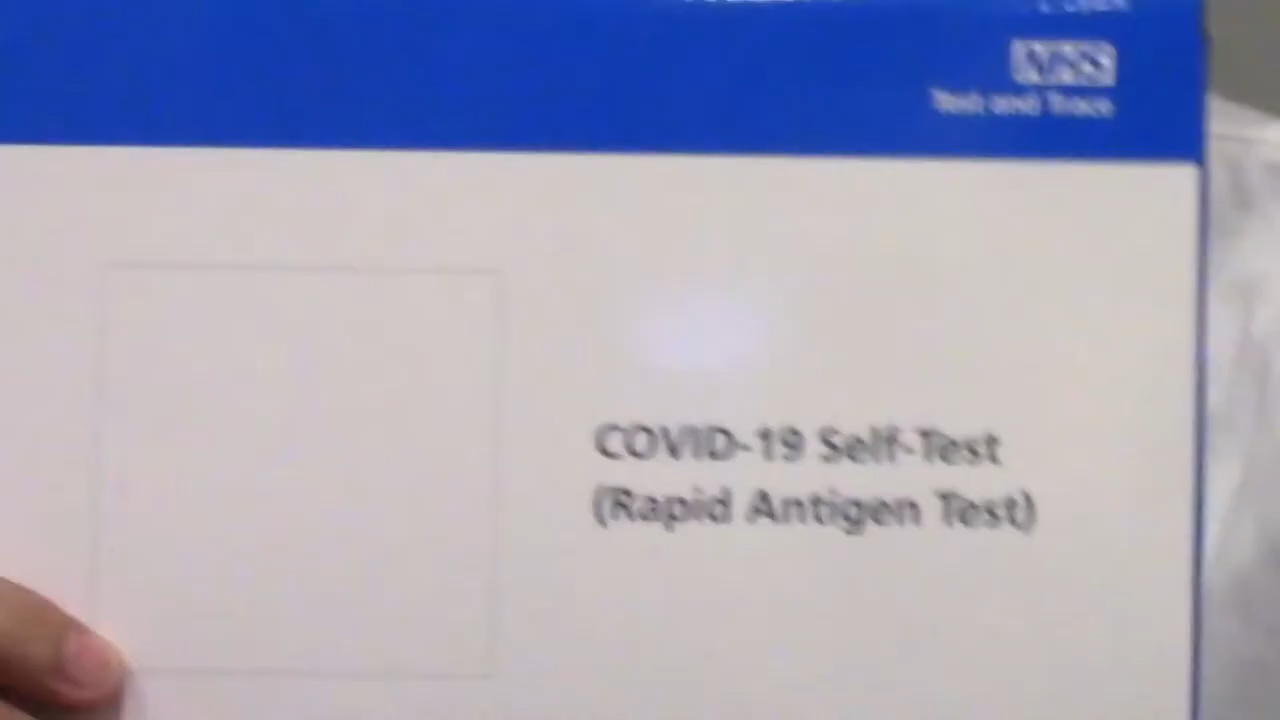 NHS
Test and Trace
COVID-19 Self-Test
(Rapid Antigen Test)